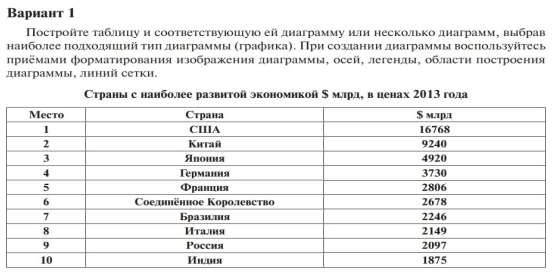 Вариант 1
Постройте таблицу и соответствующую ей диаграмму или несколько диаграмм, выбрав
наиболее подходящий тип диаграммы (графика). При создании диаграммы воспользуйтесь
приёмами форматирования изображения диаграммы, осей, легенды, области построения
диаграммы, линий сетки.
Страны с наиболее развитой экономикой $ млрд, в ценах 2013 года
Место Страна $ млрд
1 США 16768
2 Китай 9240
3 Япония 4920
4 Германия 3730
5 Франция 2806
6 Соединённое Королевство 2678
7 Бразилия 2246
8 Италия 2149
9 Россия 2097
10 Индия 1875